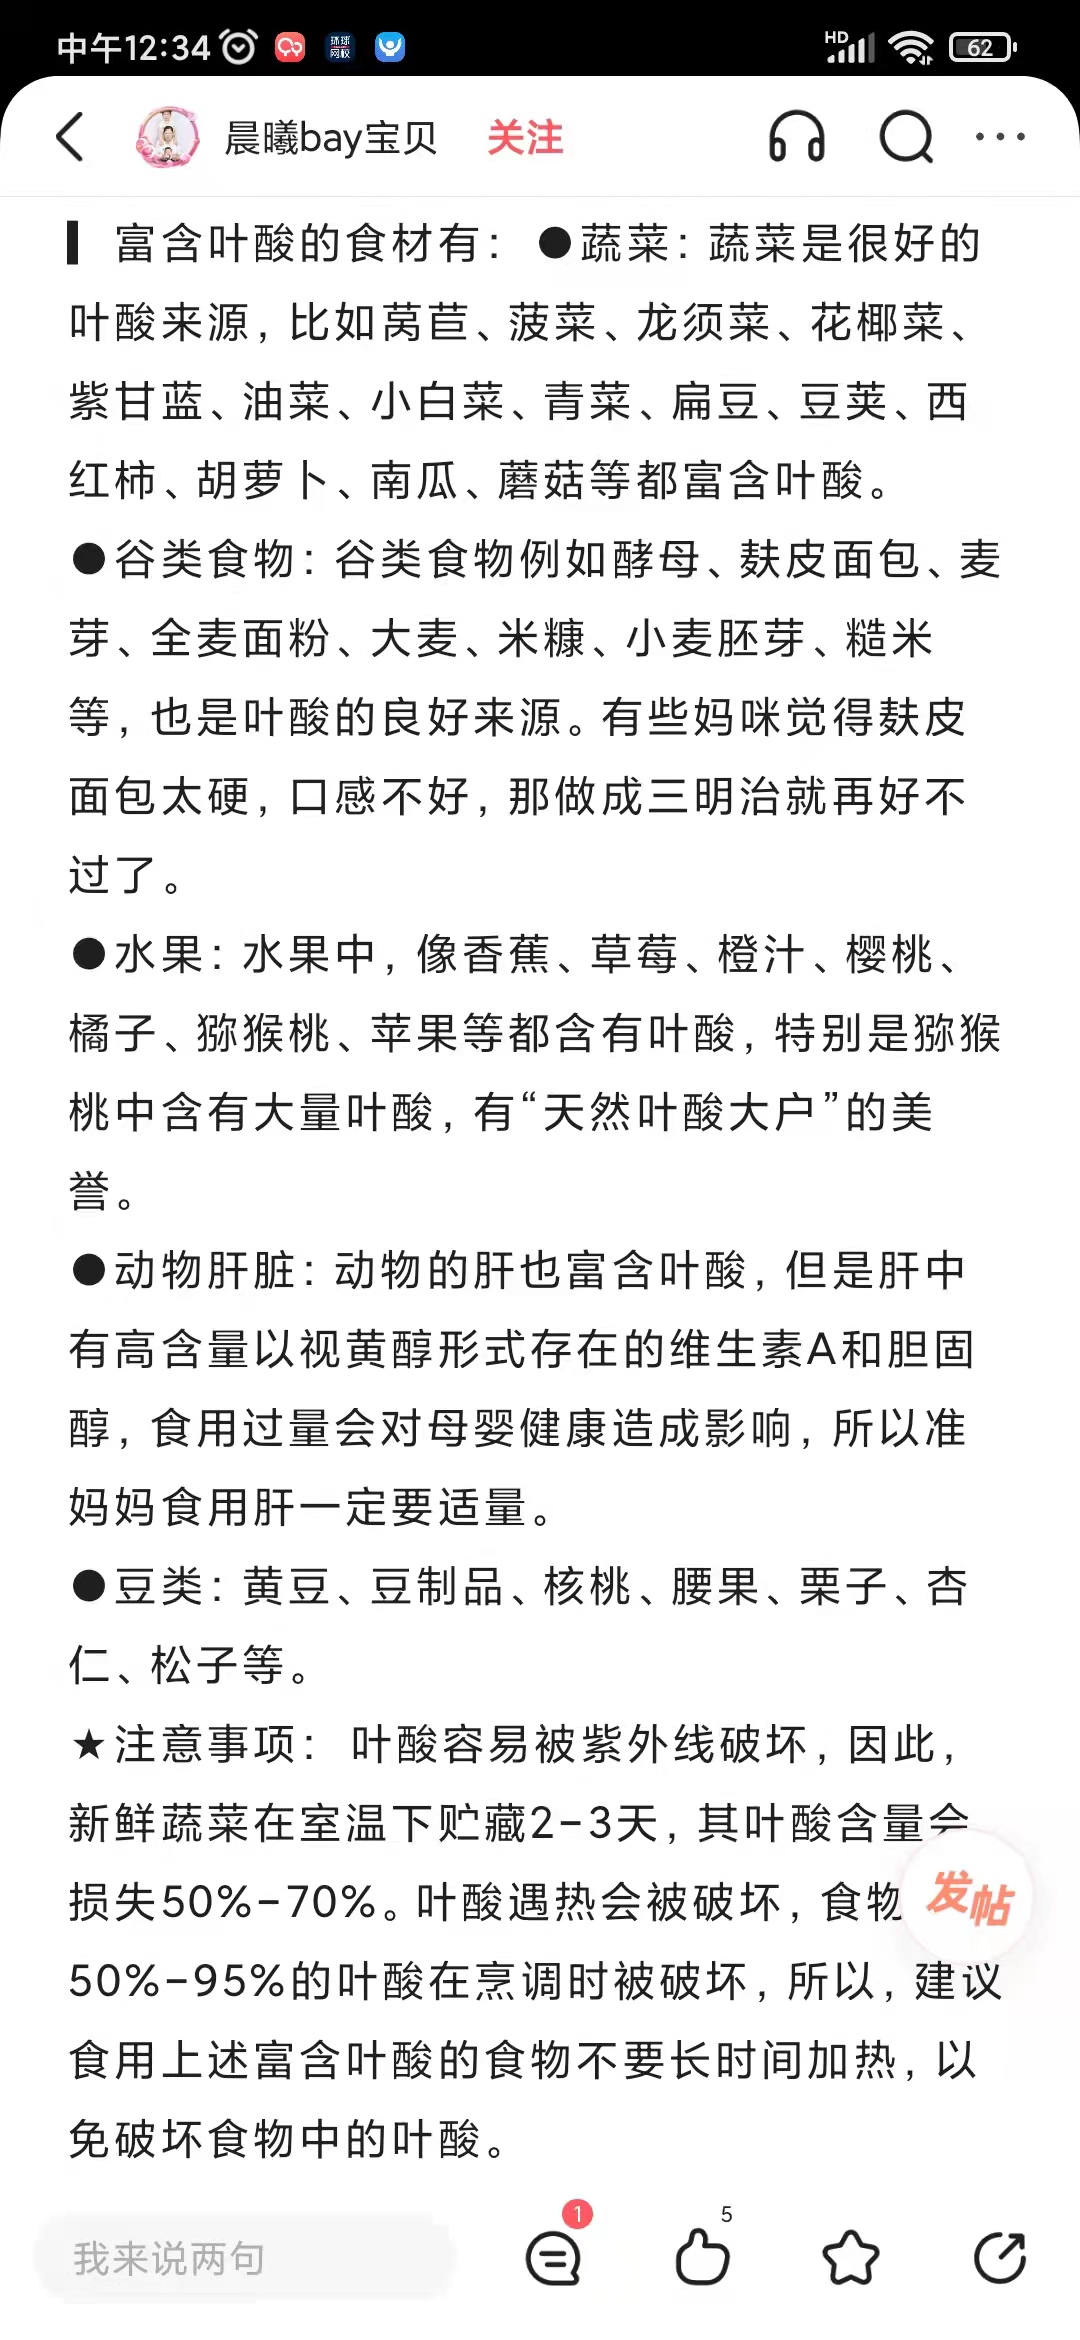 中午12:34
环球
网校
HD
62
晨曦bay宝贝 关注
富含叶酸的食材有: ●蔬菜: 蔬菜是很好的
叶酸来源, 比如莴苣、菠菜、龙须菜、花椰菜、
紫甘蓝、油菜、小白菜、青菜、扁豆、豆荚、西
红柿、胡萝卜、南瓜、蘑菇等都富含叶酸。
●谷类食物: 谷类食物例如酵母、麸皮面包、麦
芽、全麦面粉、大麦、米糠、小麦胚芽、糙米
等, 也是叶酸的良好来源。有些妈咪觉得麸皮
面包太硬, 口感不好, 那做成三明治就再好不
过了。
●水果: 水果中, 像香蕉、草莓、橙汁、樱桃、
橘子、猕猴桃、苹果等都含有叶酸, 特别是猕猴
桃中含有大量叶酸, 有“天然叶酸大户”的美
誉。
●动物肝脏: 动物的肝也富含叶酸, 但是肝中
有高含量以视黄醇形式存在的维生素A和胆固
醇, 食用过量会对母婴健康造成影响, 所以准
妈妈食用肝一定要适量。
●豆类: 黄豆、豆制品、核桃、腰果、栗子、杏
仁、松子等。
★注意事项: 叶酸容易被紫外线破坏, 因此,
新鲜蔬菜在室温下贮藏2-3天, 其叶酸含量会
损失50%-70%。叶酸遇热会被破坏, 食物
发帖
50%-95%的叶酸在烹调时被破坏, 所以, 建议
食用上述富含叶酸的食物不要长时间加热, 以
免破坏食物中的叶酸。
我来说两句
1
5